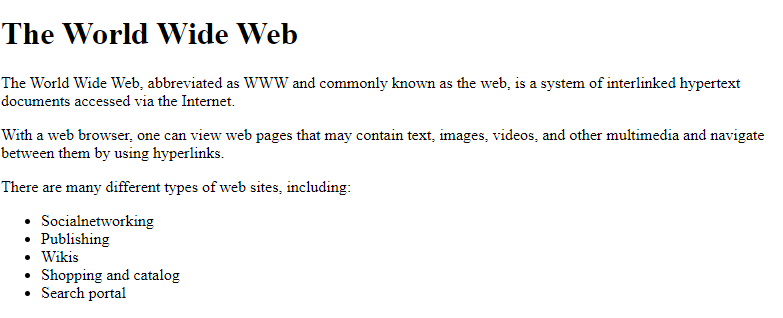 The World Wide Web
The World Wide Web, abbreviated as WWW and commonly known as the web, is a system of interlinked hypertext
documents accessed via the Internet.
With a web browser, one can view web pages that may contain text, images, videos, and other multimedia and navigate
between them by using hyperlinks.
There are many different types of web sites, including:
• Socialnetworking
• Publishing
• Wikis
• Shopping and catalog
• Search portal